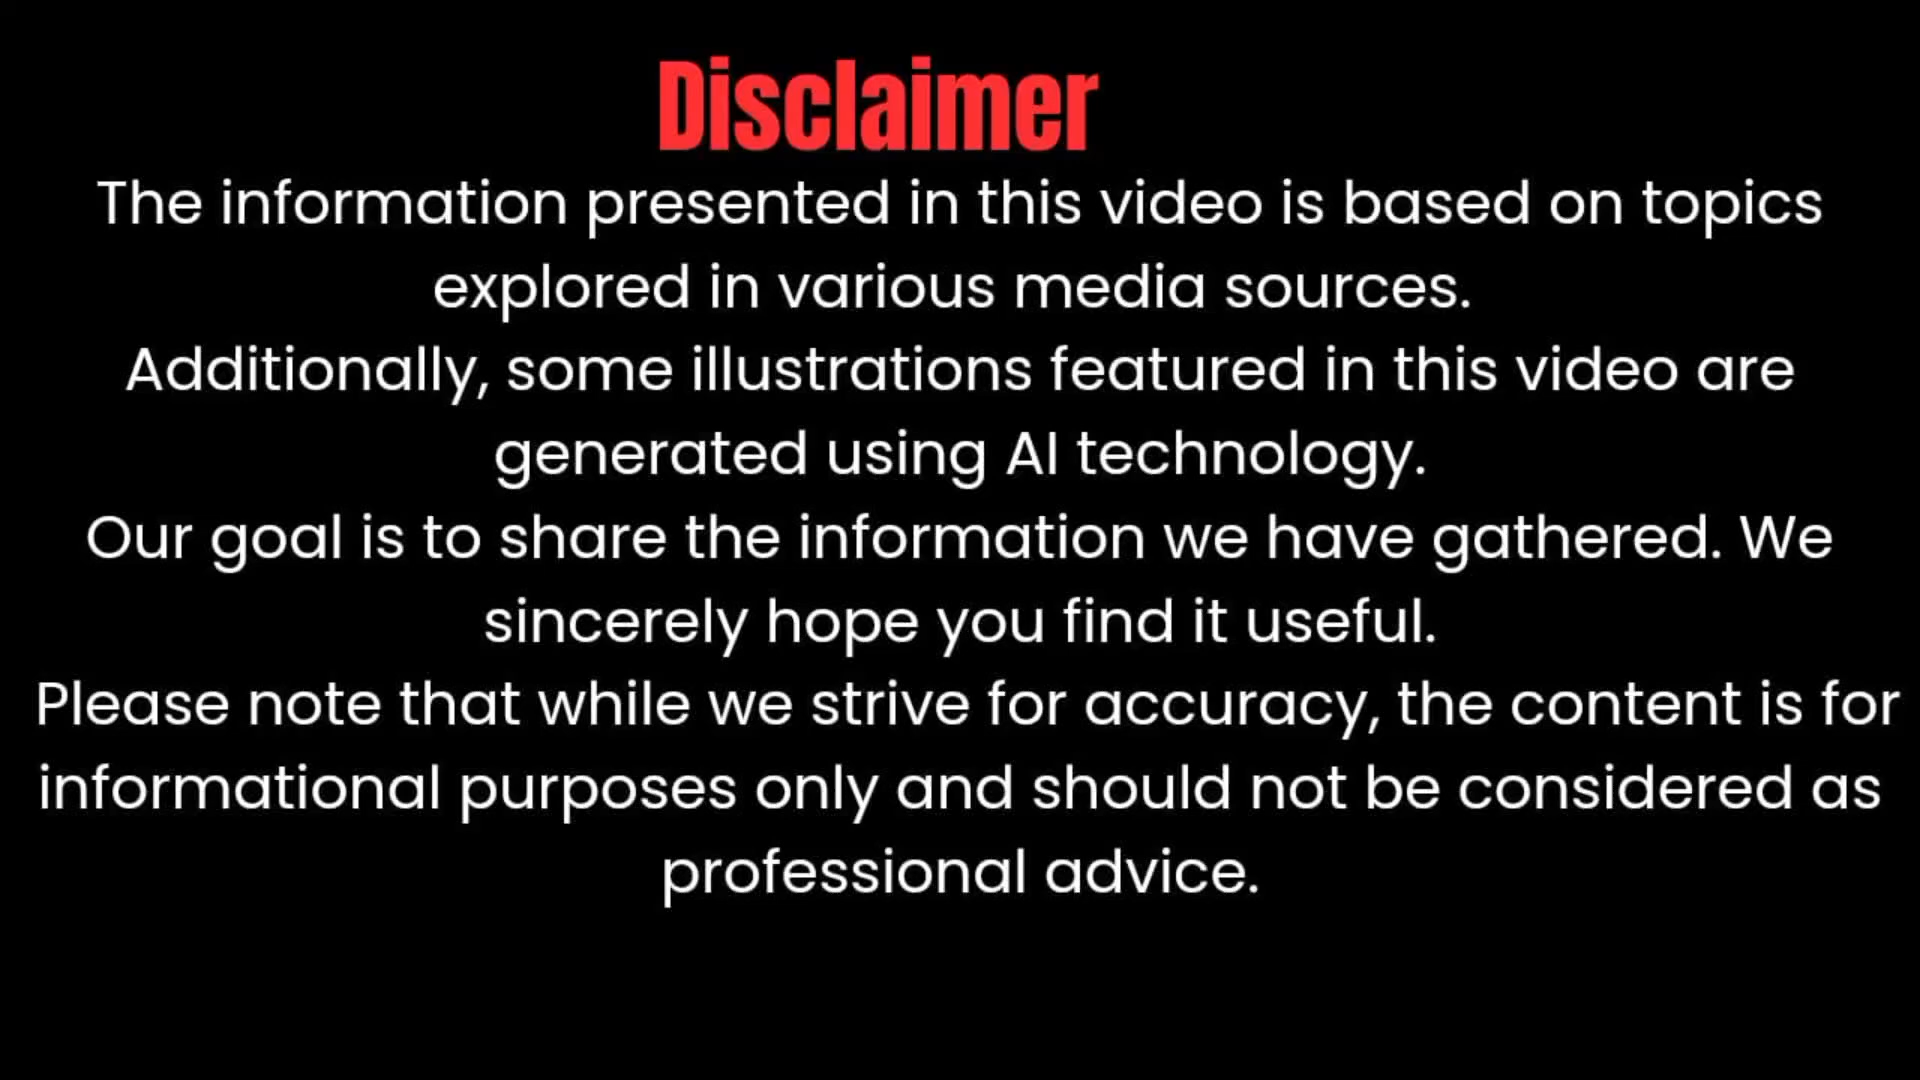 Disclaimer
The information presented in this video is based on topics
explored in various media sources.
Additionally, some illustrations featured in this video are
generated using AI technology.
Our goal is to share the information we have gathered. We
sincerely hope you find it useful.
Please note that while we strive for accuracy, the content is for
informational purposes only and should not be considered as
professional advice.